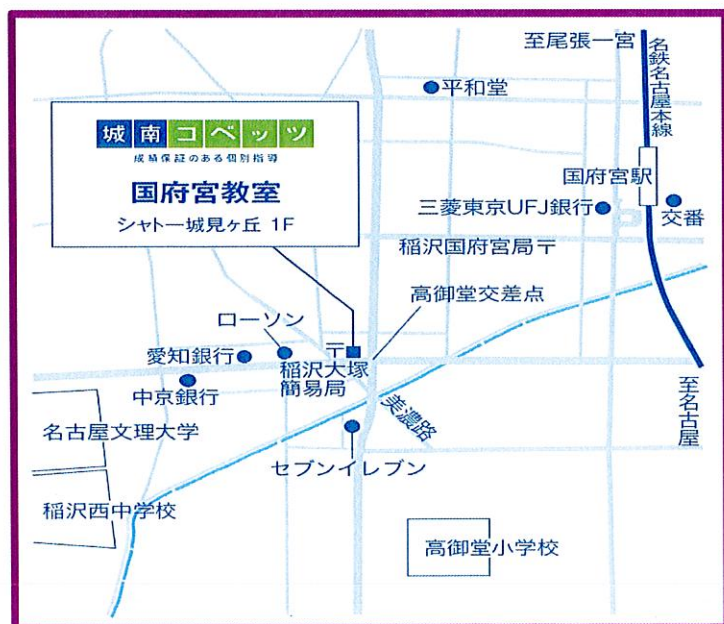 至尾張一宮
名鉄名古屋本線
平和堂
城南コベッツ
成績保証のある個別指導
国府宮教室
シャトー城見ヶ丘 1F
国府宮駅
三菱東京UFJ銀行
交番
稲沢国府宮局〒
高御堂交差点
ローソン
愛知銀行
〒
稲沢大塚
簡易局
中京銀行
美濃路
至名古屋
名古屋文理大学
セブンイレブン
稲沢西中学校
高御堂小学校